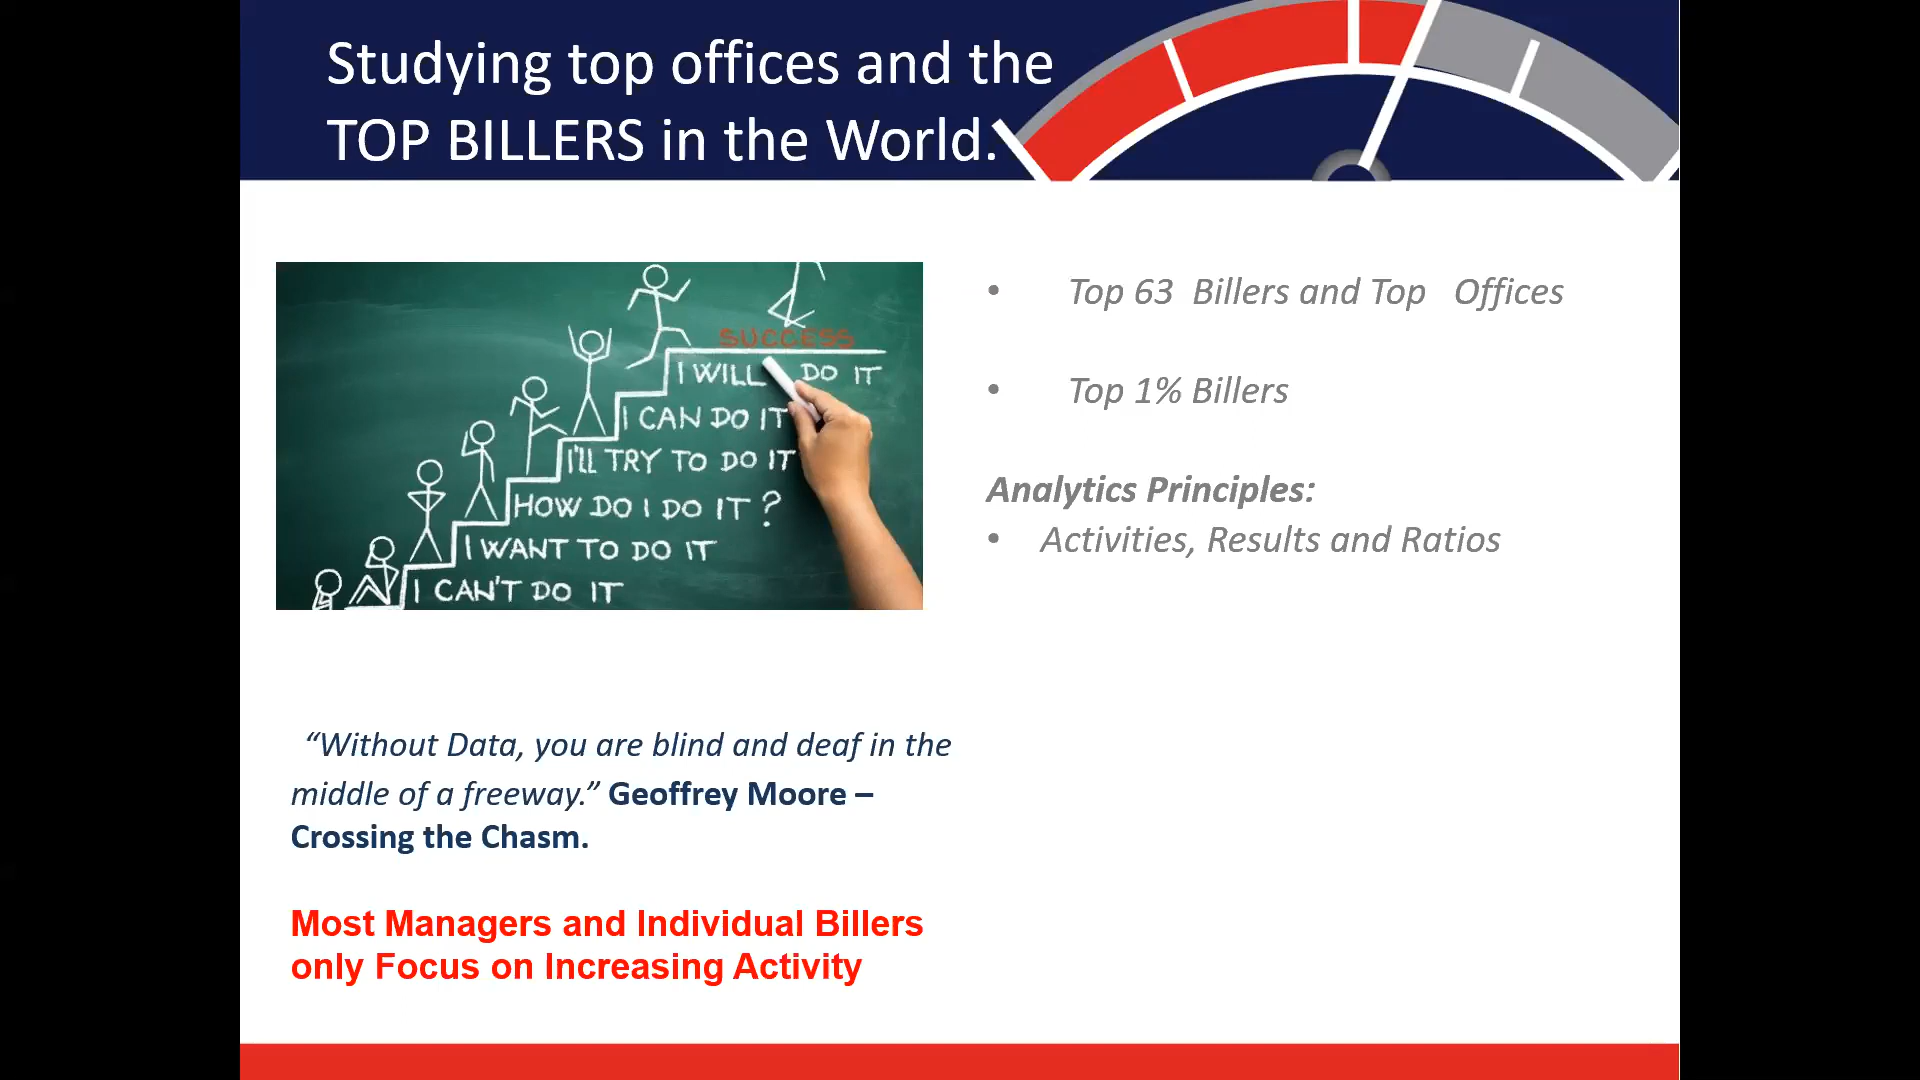 Studying top offices and the
TOP BILLERS in the World.
SUCCESS
I WILL DO IT
I CAN DO IT
I'LL TRY TO DO IT
HOW DO I DO IT?
I WANT TO DO IT
I CAN'T DO IT
• Top 63 Billers and Top Offices
• Top 1% Billers
Analytics Principles:
• Activities, Results and Ratios
“Without Data, you are blind and deaf in the
middle of a freeway.” Geoffrey Moore –
Crossing the Chasm.
Most Managers and Individual Billers
only Focus on Increasing Activity